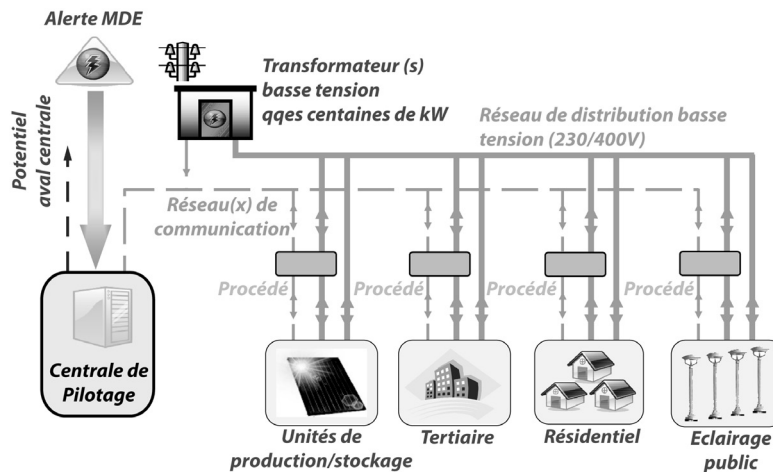 Alerte MDE
Transformateur (s)
basse tension
qqes centaines de kW
Réseau de distribution basse
tension (230/400V)
Potentiel
aval centrale
Réseau(x) de
communication
Procédé
Procédé
Procédé
Procédé
Centrale de
Pilotage
Unités de
production/stockage
Tertiaire
Résidentiel
Eclairage
public